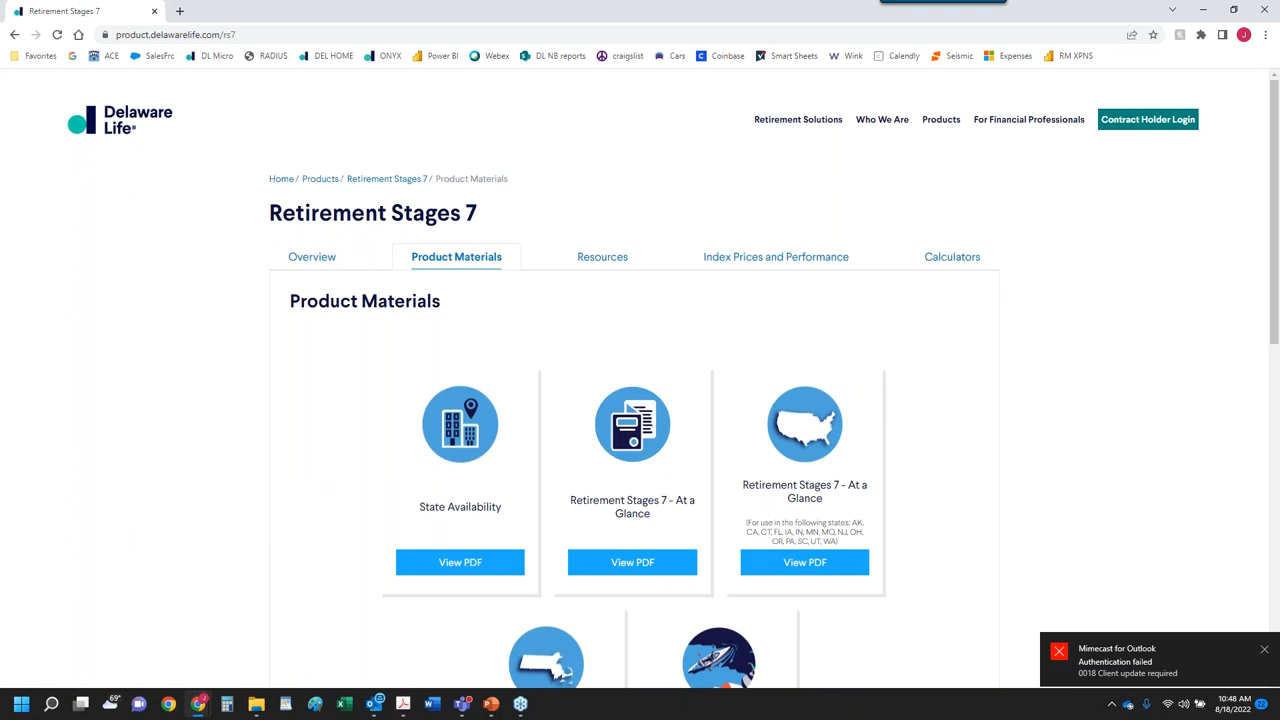 Retirement Stages 7
product.delawarelife.com/rs7
J
Favorites
ACE
SalesFrc
DL Micro
RADIUS
DEL HOME
ONYX
Power BI
Webex
DL NB reports
craigslist
Cars
Coinbase
Smart Sheets
Wink
Calendly
Seismic
Expenses
RM XPNS
Delaware
Life®
Retirement Solutions
Who We Are
Products
For Financial Professionals
Contract Holder Login
Home / Products / Retirement Stages 7 / Product Materials
Retirement Stages 7
Overview
Product Materials
Resources
Index Prices and Performance
Calculators
Product Materials
State Availability
View PDF
Retirement Stages 7 - At a
Glance
View PDF
Retirement Stages 7 - At a
Glance
(For use in the following states: AK,
CA, CT, FL, IA, IN, MN, MO, NJ, OH,
OR, PA, SC, UT, WA)
View PDF
Mimecast for Outlook
Authentication failed
0018 Client update required
69°
10:48 AM
8/18/2022
22